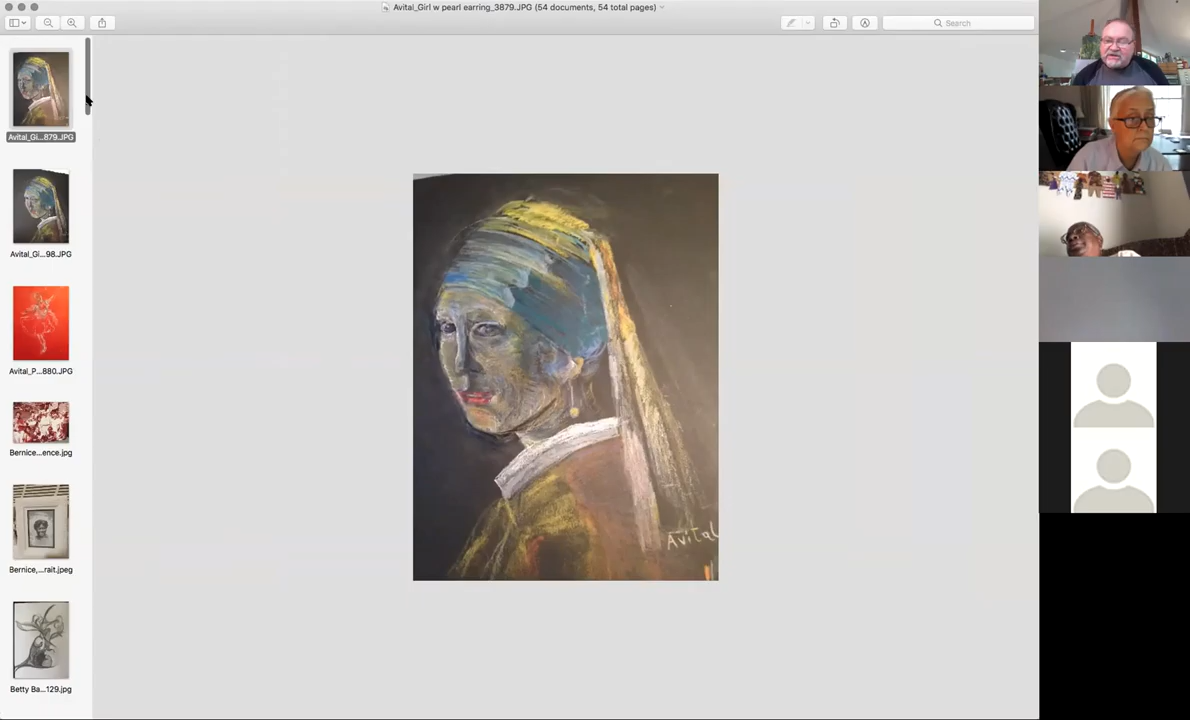 Avital_Girl w pearl earring_3879.JPG (54 documents, 54 total pages)
Search
Avital_Gi...879.JPG
Avital_Gi...98.JPG
Avital_P...880.JPG
Bernice...ence.jpg
Bernice,...rait.jpeg
Betty Ba...129.jpg
Avital